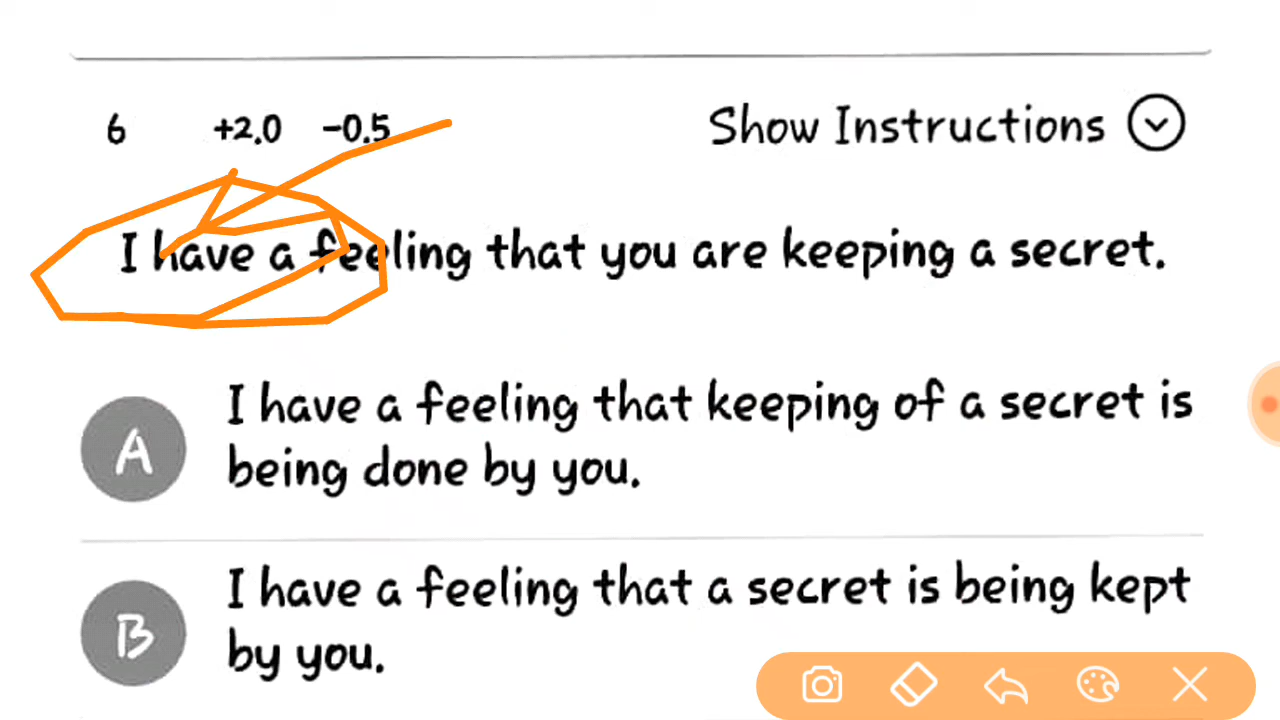 6 +2.0 -0.5 Show Instructions
I have a feeling that you are keeping a secret.
A I have a feeling that keeping of a secret is
being done by you.
B I have a feeling that a secret is being kept
by you.